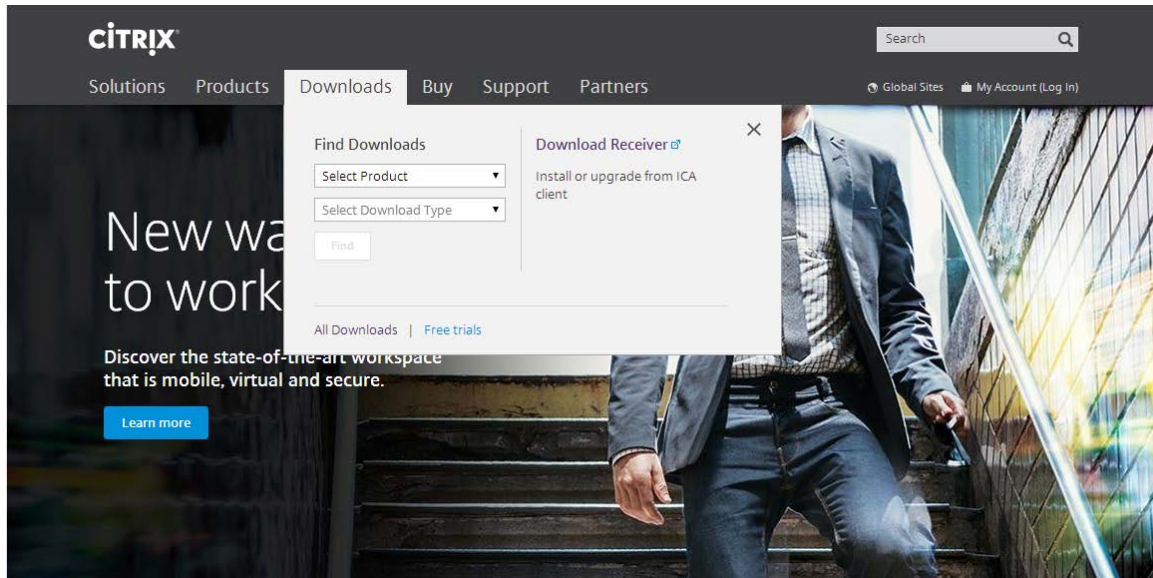 CİTRIX
Search
Solutions Products Downloads Buy Support Partners
Global Sites My Account (Log In)
Find Downloads
Select Product
Select Download Type
Find
Download Receiver
Install or upgrade from ICA
client
All Downloads | Free trials
New wa
to work
Discover the state-of-the-art workspace
that is mobile, virtual and secure.
Learn more